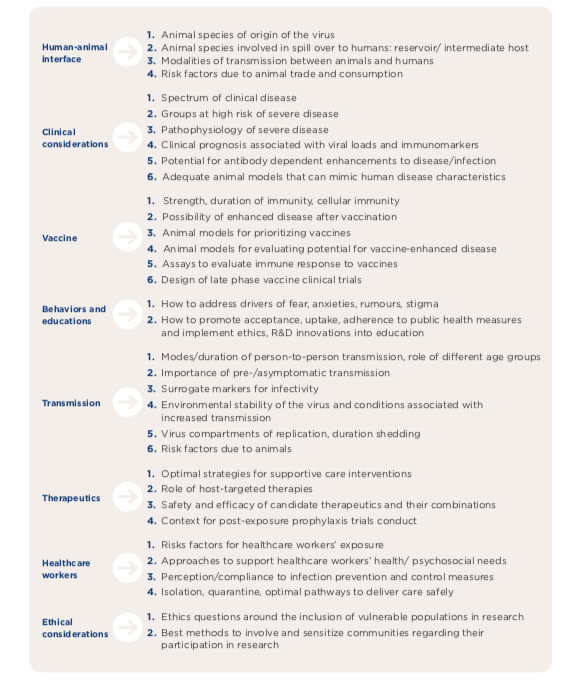 Human-animal
interface
1. Animal species of origin of the virus
2. Animal species involved in spill over to humans: reservoir/ intermediate host
3. Modalities of transmission between animals and humans
4. Risk factors due to animal trade and consumption
Clinical
considerations
1. Spectrum of clinical disease
2. Groups at high risk of severe disease
3. Pathophysiology of severe disease
4. Clinical prognosis associated with viral loads and immunomarkers
5. Potential for antibody dependent enhancements to disease/infection
6. Adequate animal models that can mimic human disease characteristics
Vaccine
1. Strength, duration of immunity, cellular immunity
2. Possibility of enhanced disease after vaccination
3. Animal models for prioritizing vaccines
4. Animal models for evaluating potential for vaccine-enhanced disease
5. Assays to evaluate immune response to vaccines
6. Design of late phase vaccine clinical trials
Behaviors and
educations
1. How to address drivers of fear, anxieties, rumours, stigma
2. How to promote acceptance, uptake, adherence to public health measures
and implement ethics, R&D innovations into education
Transmission
1. Modes/duration of person-to-person transmission, role of different age groups
2. Importance of pre-/asymptomatic transmission
3. Surrogate markers for infectivity
4. Environmental stability of the virus and conditions associated with
increased transmission
5. Virus compartments of replication, duration shedding
6. Risk factors due to animals
Therapeutics
1. Optimal strategies for supportive care interventions
2. Role of host-targeted therapies
3. Safety and efficacy of candidate therapeutics and their combinations
4. Context for post-exposure prophylaxis trials conduct
Healthcare
workers
1. Risks factors for healthcare workers' exposure
2. Approaches to support healthcare workers' health/ psychosocial needs
3. Perception/compliance to infection prevention and control measures
4. Isolation, quarantine, optimal pathways to deliver care safely
Ethical
considerations
1. Ethics questions around the inclusion of vulnerable populations in research
2. Best methods to involve and sensitize communities regarding their
participation in research